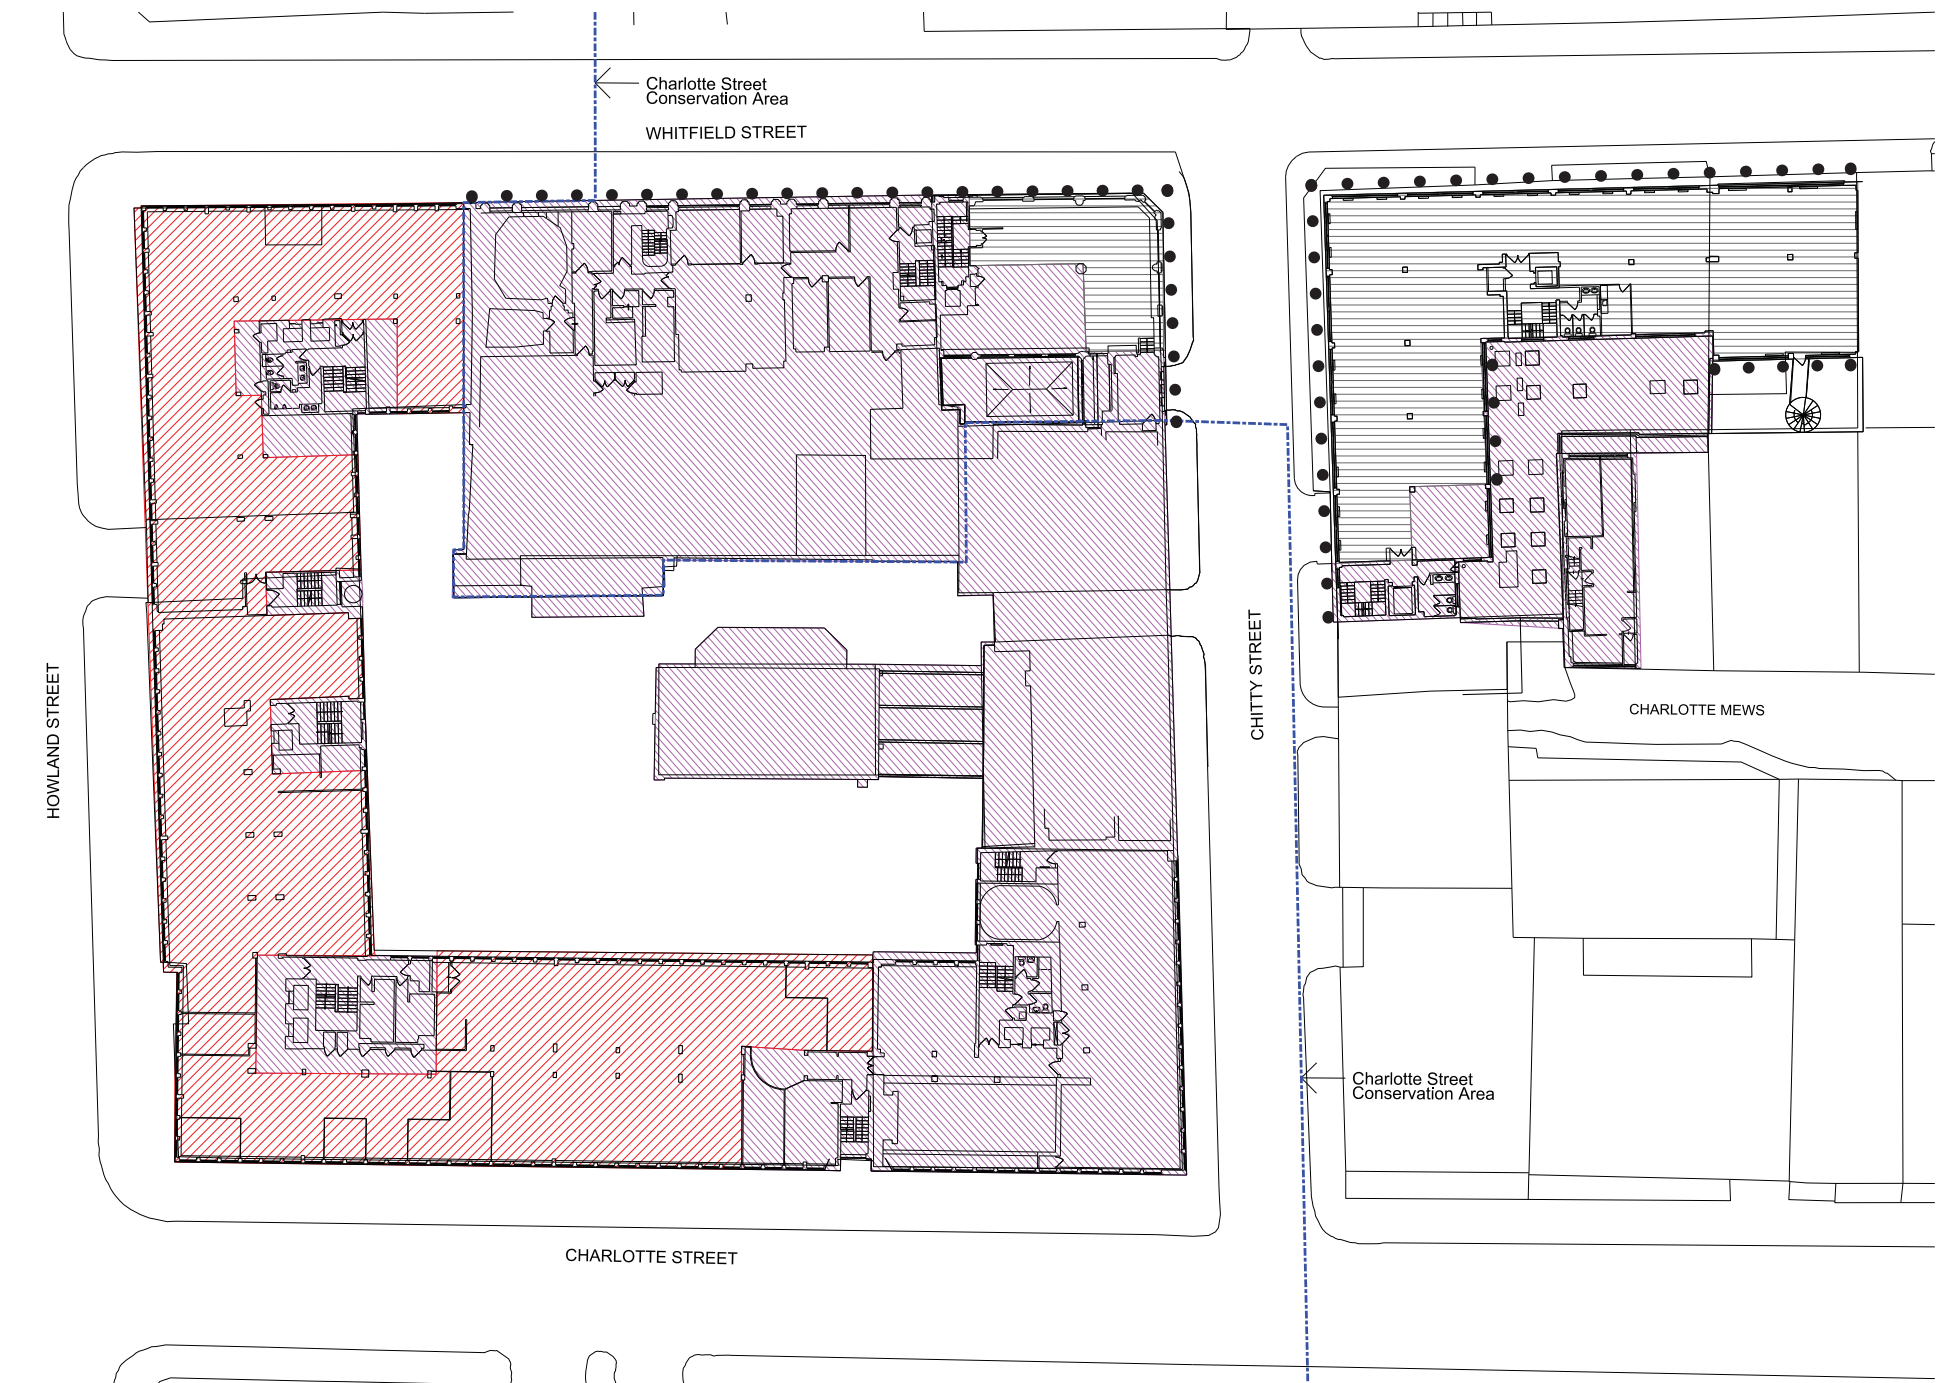 Charlotte Street
Conservation Area
WHITFIELD STREET
HOWLAND STREET
CHITTY STREET
CHARLOTTE MEWS
Charlotte Street
Conservation Area
CHARLOTTE STREET